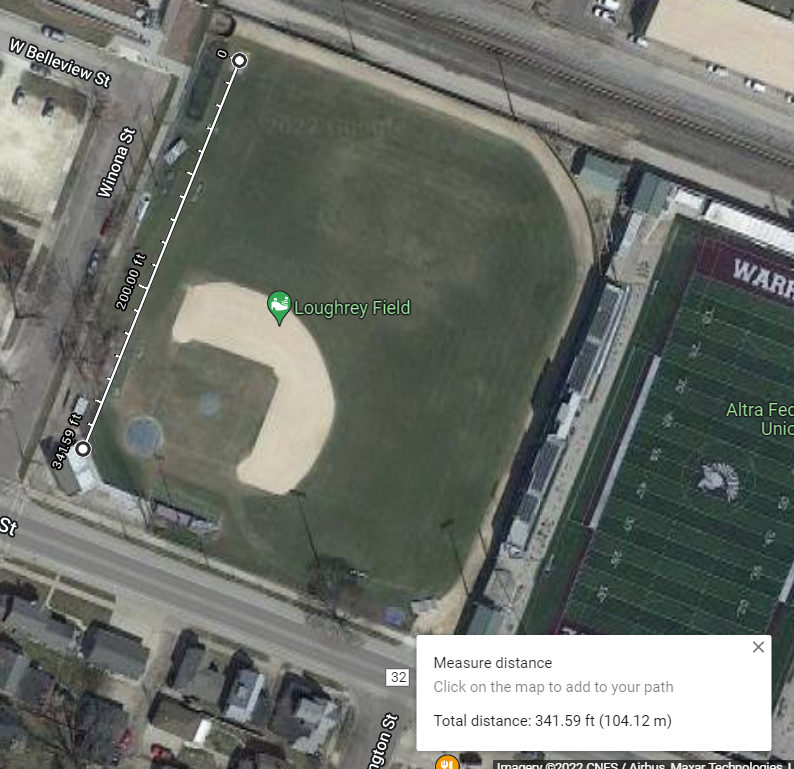 W Belleview St
0
Winona St
2022 Google
200.00 ft
Loughrey Field
WARR
Altra Fed
Unio
341.59 ft
St
32
ngton St
Measure distance
Click on the map to add to your path
Total distance: 341.59 ft (104.12 m)
Imagery ©2022 CNES / Airbus, Maxar Technologies,